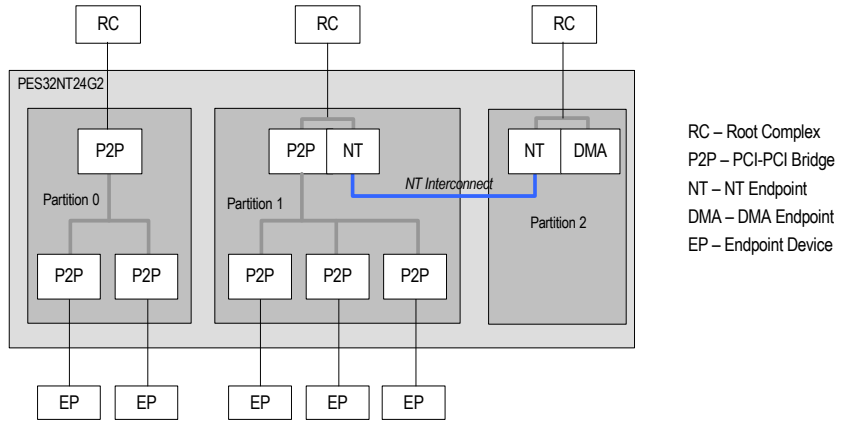 RC
RC
RC
PES32NT24G2
P2P
P2P
NT
NT
DMA
NT Interconnect
Partition 0
Partition 1
Partition 2
P2P
P2P
P2P
P2P
P2P
EP
EP
EP
EP
EP
RC – Root Complex
P2P – PCI-PCI Bridge
NT – NT Endpoint
DMA – DMA Endpoint
EP – Endpoint Device